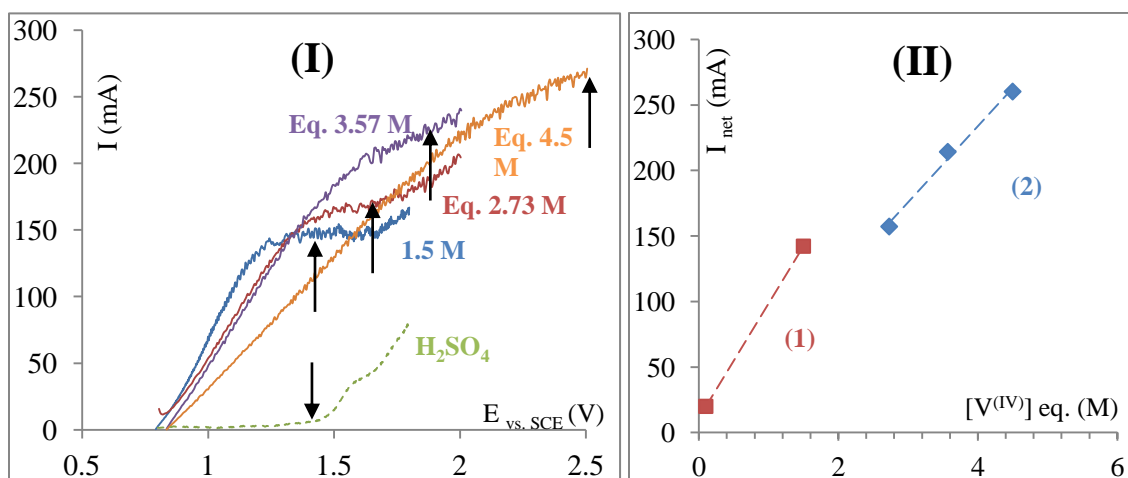 (I)
I (mA)
300
250
200
150
100
50
0
0.5
1
1.5
2
2.5
E vs. SCE (V)
Eq. 3.57 M
Eq. 4.5
M
Eq. 2.73 M
1.5 M
H₂SO₄
(II)
I net (mA)
300
250
200
150
100
50
0
0
2
4
6
[V⁽ᴵⱽ⁾] eq. (M)
(2)
(1)